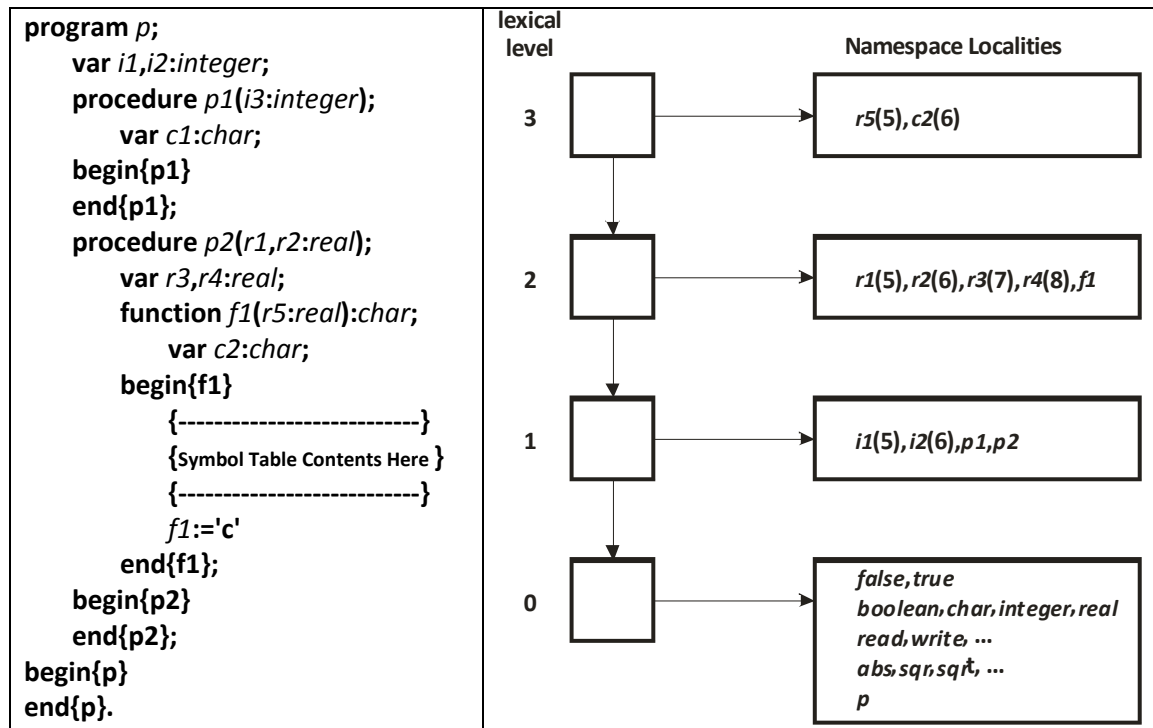 program p;
var i1,i2:integer;
procedure p1(i3:integer);
var c1:char;
begin{p1}
end{p1};
procedure p2(r1,r2:real);
var r3,r4:real;
function f1(r5:real):char;
var c2:char;
begin{f1}
{----------------------------}
{Symbol Table Contents Here }
{----------------------------}
f1:='c'
end{f1};
begin{p2}
end{p2};
begin{p}
end{p}.
lexical
level
Namespace Localities
3
r5(5),c2(6)
2
r1(5),r2(6),r3(7),r4(8),f1
1
i1(5),i2(6),p1,p2
0
false,true
boolean,char,integer,real
read,write, ...
abs,sqr,sqrt, ...
p